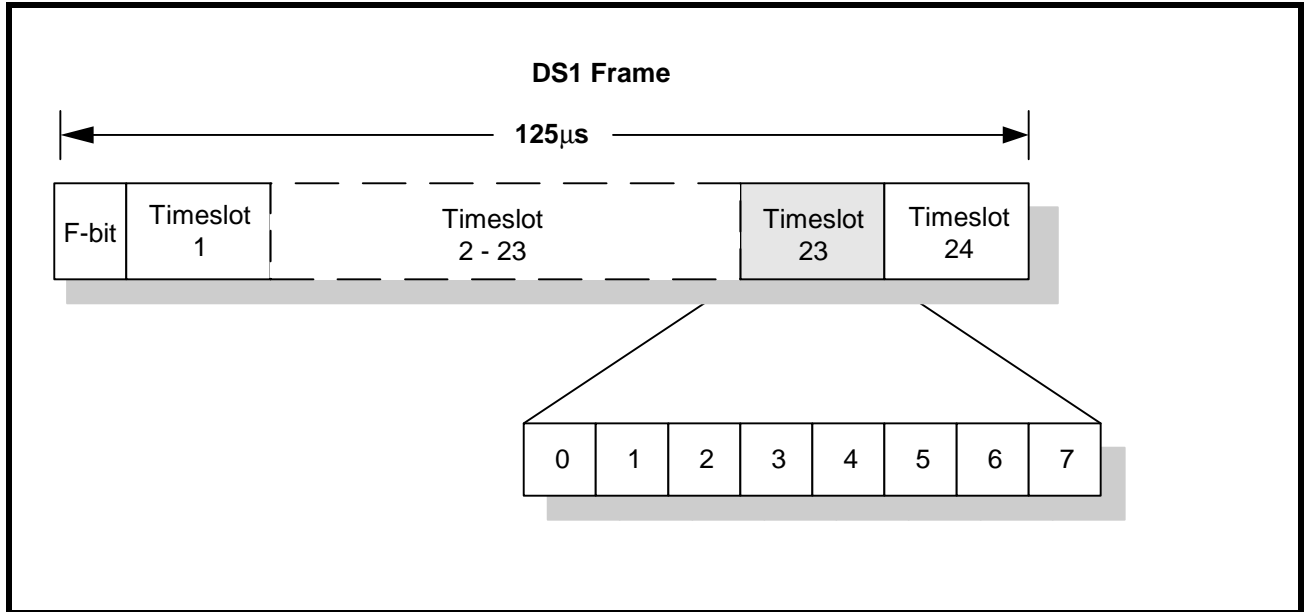 DS1 Frame
125μs
F-bit
Timeslot
1
Timeslot
2 - 23
Timeslot
23
Timeslot
24
0 1 2 3 4 5 6 7